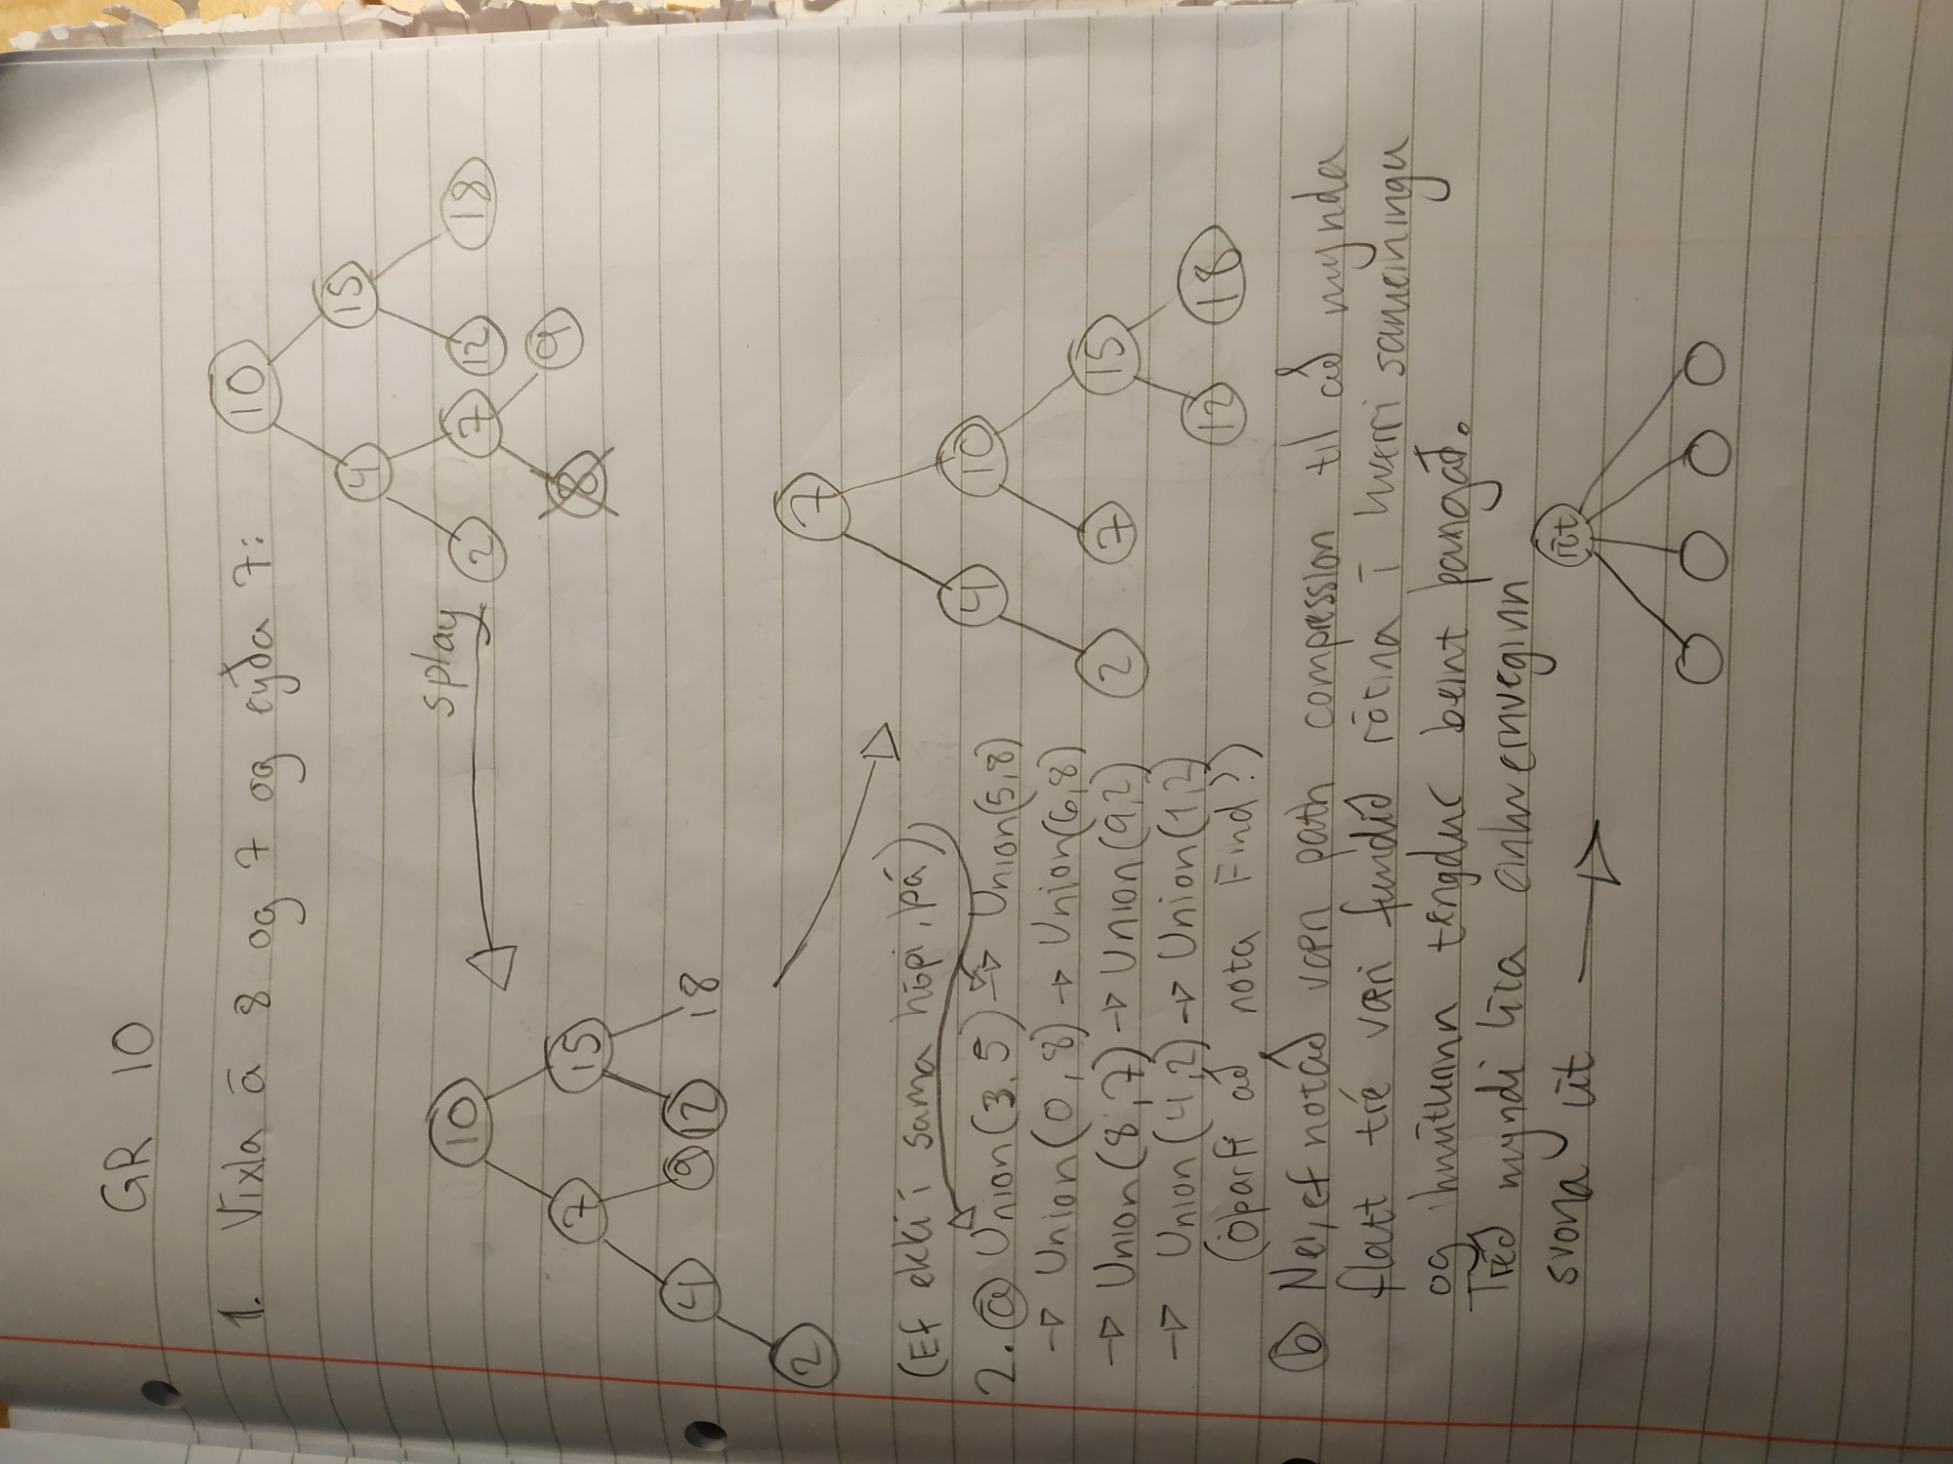 GR 10
1. Víxla á 8 og 7 og eyða 7:
10
4 15
splay
2 7 12 18
8 9
10
7 15
4 9 12 18
2
7
4 10
2 7 15
12 18
(Ef ekki í sama hópi, þá)
2. a Union(3,5) → Union(5,8)
→ Union(0,8) → Union(6,8)
→ Union(8,7) → Union(9,2)
→ Union(4,2) → Union(1,2)
(óþarfi að nota Find?)
b Nei, ef notað væri path compression til að mynda
flatt tré væri fundið rótina í hverri sameiningu
og hnúturinn tengdur beint þangað.
Tréð myndi líta einhvernveginn
svona út →
rót